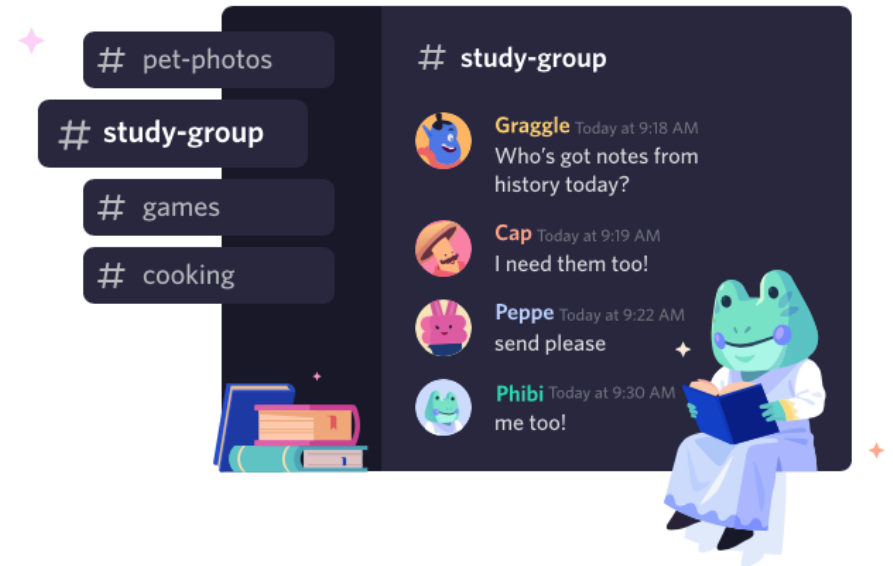 # pet-photos
# study-group
# games
# cooking
# study-group
Graggle Today at 9:18 AM
Who's got notes from
history today?
Cap Today at 9:19 AM
I need them too!
Peppe Today at 9:22 AM
send please
Phibi Today at 9:30 AM
me too!